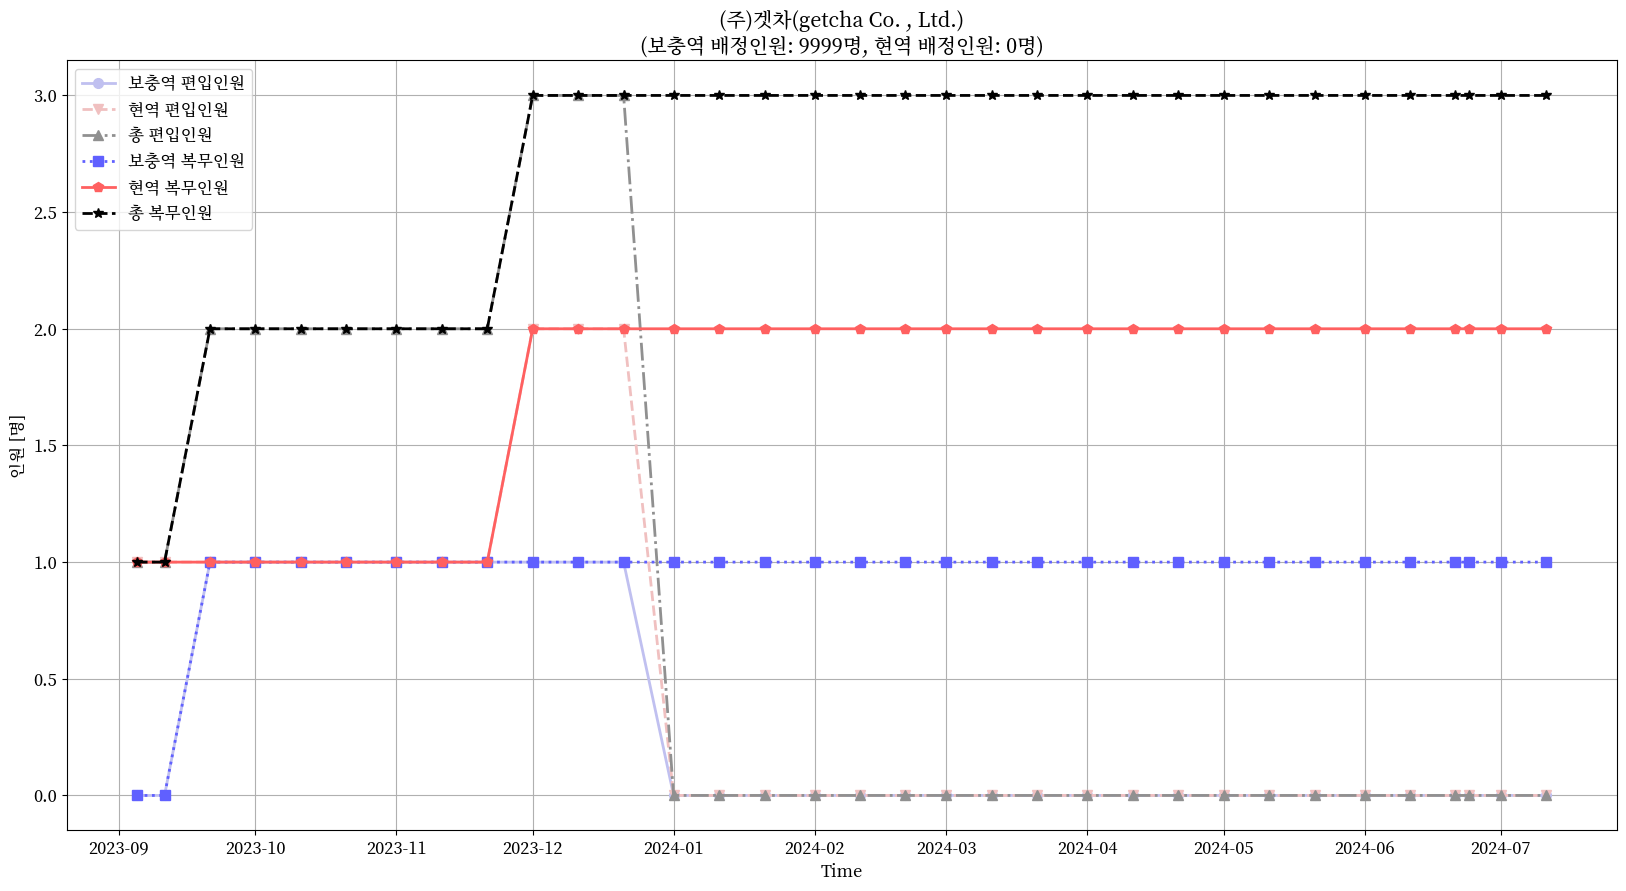 (주)겟차(getcha Co. , Ltd.)
(보충역 배정인원: 9999명, 현역 배정인원: 0명)
보충역 편입인원
현역 편입인원
총 편입인원
보충역 복무인원
현역 복무인원
총 복무인원
3.0
2.5
2.0
1.5
1.0
0.5
0.0
인원 [명]
2023-09 2023-10 2023-11 2023-12 2024-01 2024-02 2024-03 2024-04 2024-05 2024-06 2024-07
Time